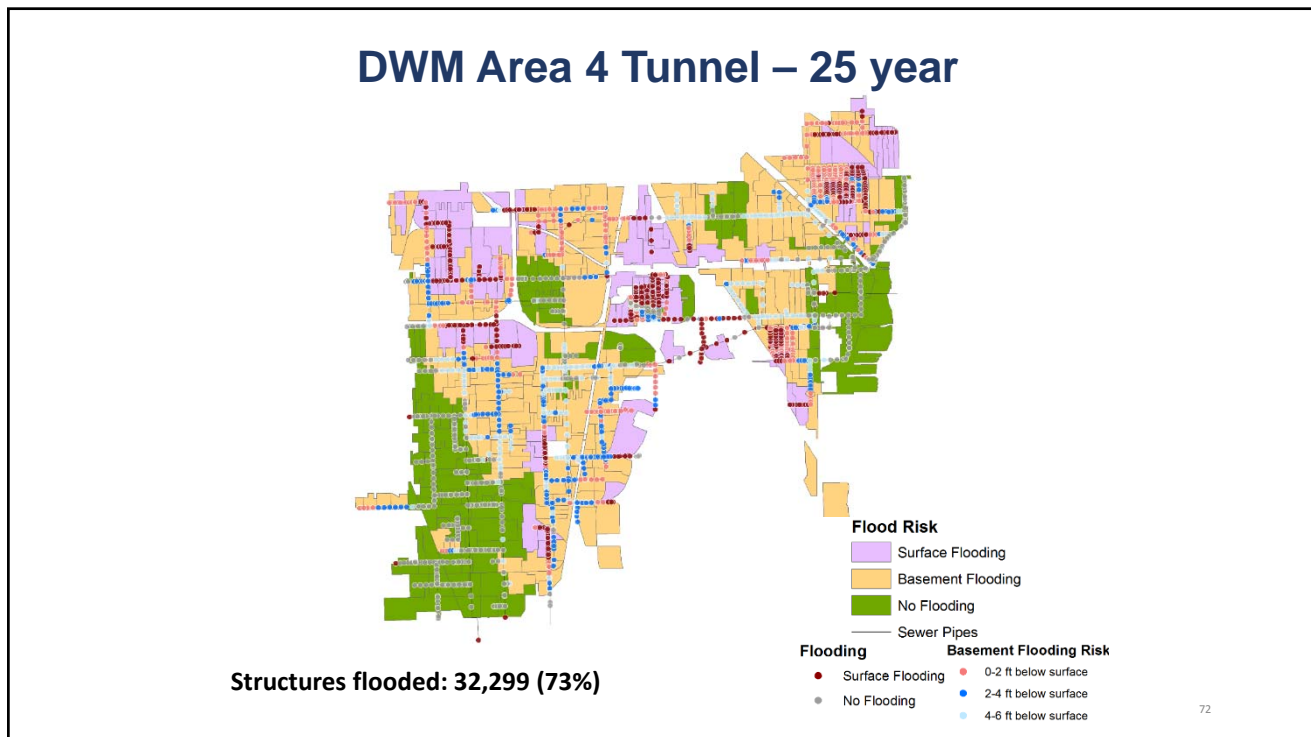 DWM Area 4 Tunnel – 25 year
Flood Risk
Surface Flooding
Basement Flooding
No Flooding
Sewer Pipes
Flooding
Surface Flooding
No Flooding
Basement Flooding Risk
0-2 ft below surface
2-4 ft below surface
4-6 ft below surface
Structures flooded: 32,299 (73%)
72